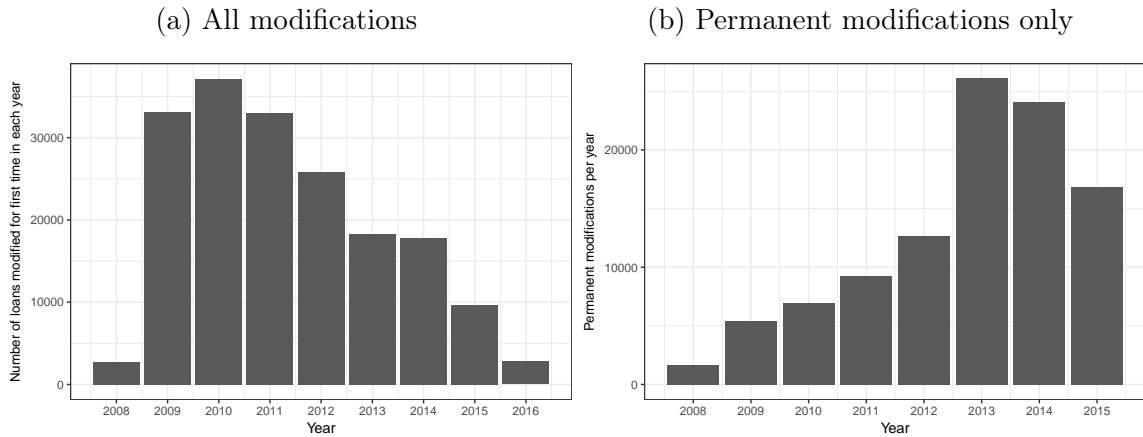 (a) All modifications
Number of loans modified for first time in each year
30000
20000
10000
0
2008 2009 2010 2011 2012 2013 2014 2015 2016
Year
(b) Permanent modifications only
Permanent modifications per year
20000
10000
0
2008 2009 2010 2011 2012 2013 2014 2015
Year